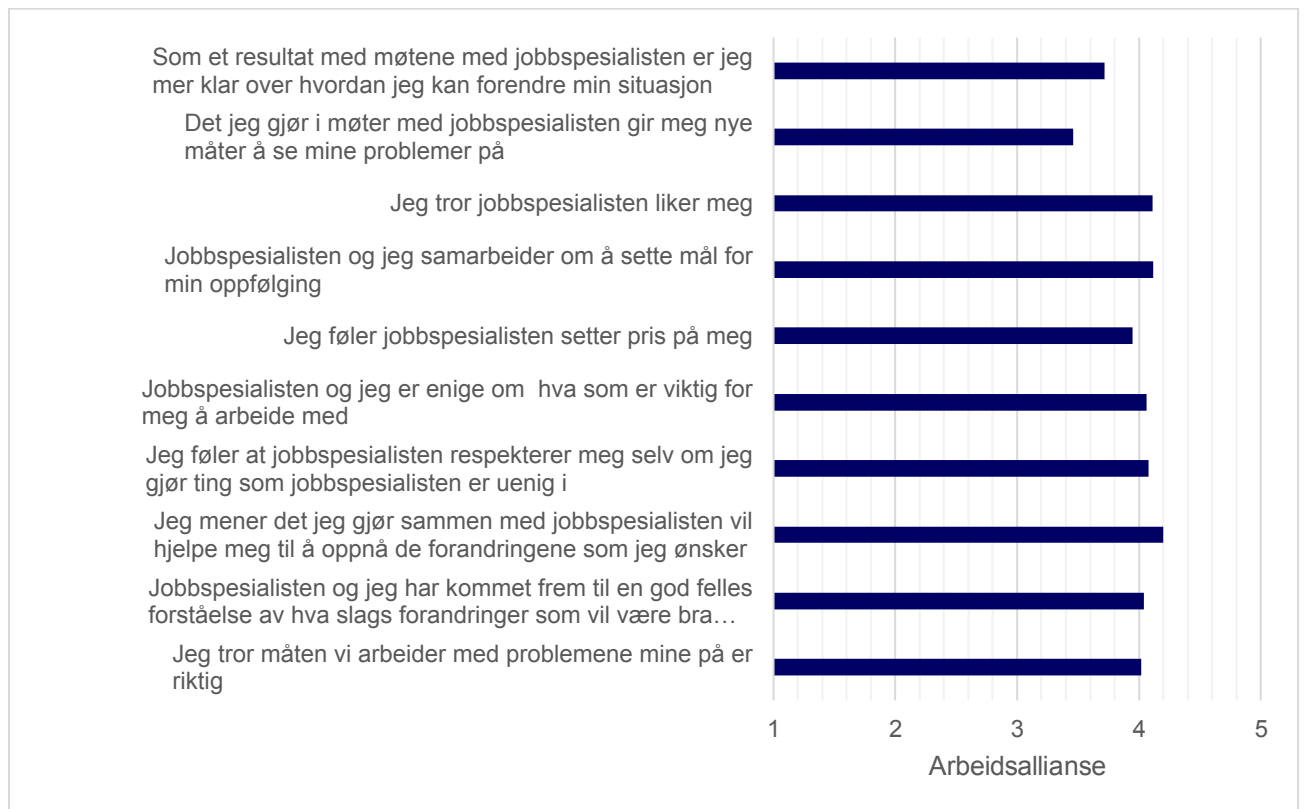 Som et resultat med møtene med jobbspesialisten er jeg
mer klar over hvordan jeg kan forendre min situasjon
Det jeg gjør i møter med jobbspesialisten gir meg nye
måter å se mine problemer på
Jeg tror jobbspesialisten liker meg
Jobbspesialisten og jeg samarbeider om å sette mål for
min oppfølging
Jeg føler jobbspesialisten setter pris på meg
Jobbspesialisten og jeg er enige om  hva som er viktig for
meg å arbeide med
Jeg føler at jobbspesialisten respekterer meg selv om jeg
gjør ting som jobbspesialisten er uenig i
Jeg mener det jeg gjør sammen med jobbspesialisten vil
hjelpe meg til å oppnå de forandringene som jeg ønsker
Jobbspesialisten og jeg har kommet frem til en god felles
forståelse av hva slags forandringer som vil være bra…
Jeg tror måten vi arbeider med problemene mine på er
riktig
1 2 3 4 5
Arbeidsallianse